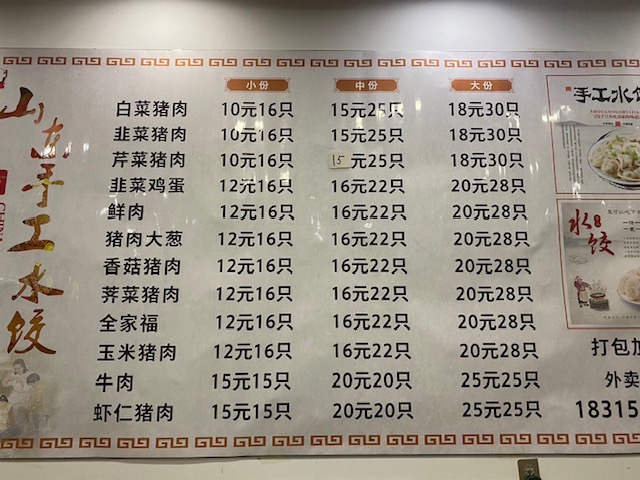 山东手工水饺
CHINA
小份 中份 大份
白菜猪肉 10元16只 15元25只 18元30只
韭菜猪肉 10元16只 15元25只 18元30只
芹菜猪肉 10元16只 15元25只 18元30只
韭菜鸡蛋 12元16只 16元22只 20元28只
鲜肉 12元16只 16元22只 20元28只
猪肉大葱 12元16只 16元22只 20元28只
香菇猪肉 12元16只 16元22只 20元28只
荠菜猪肉 12元16只 16元22只 20元28只
全家福 12元16只 16元22只 20元28只
玉米猪肉 12元16只 16元22只 20元28只
牛肉 15元15只 20元20只 25元25只
虾仁猪肉 15元15只 20元20只 25元25只
手工水饺
水饺
打包加
外卖
18315